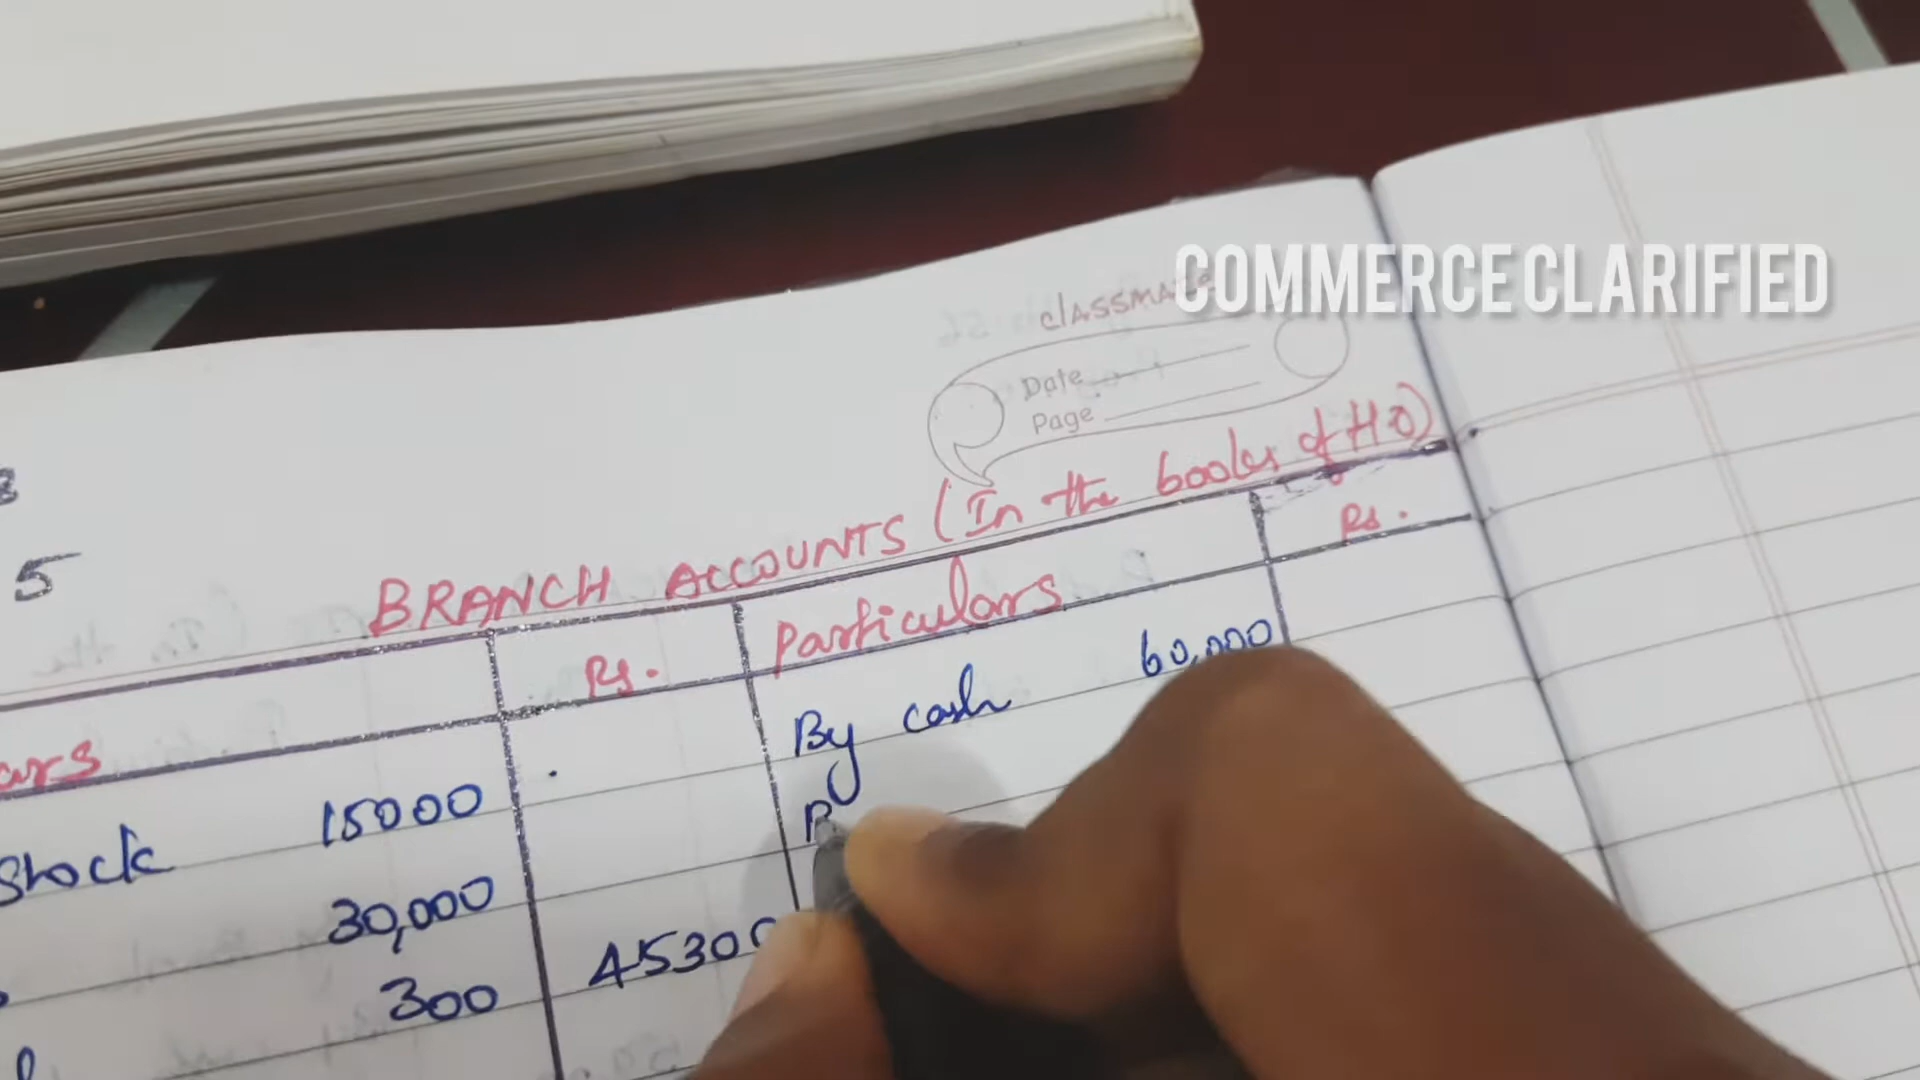 COMMERCE CLARIFIED
classmate
Date
Page
5
BRANCH ACCOUNTS (In the books of HO)
Rs. Particulars Rs.
By cash 60,000
Stock 15000
30,000
300 45300